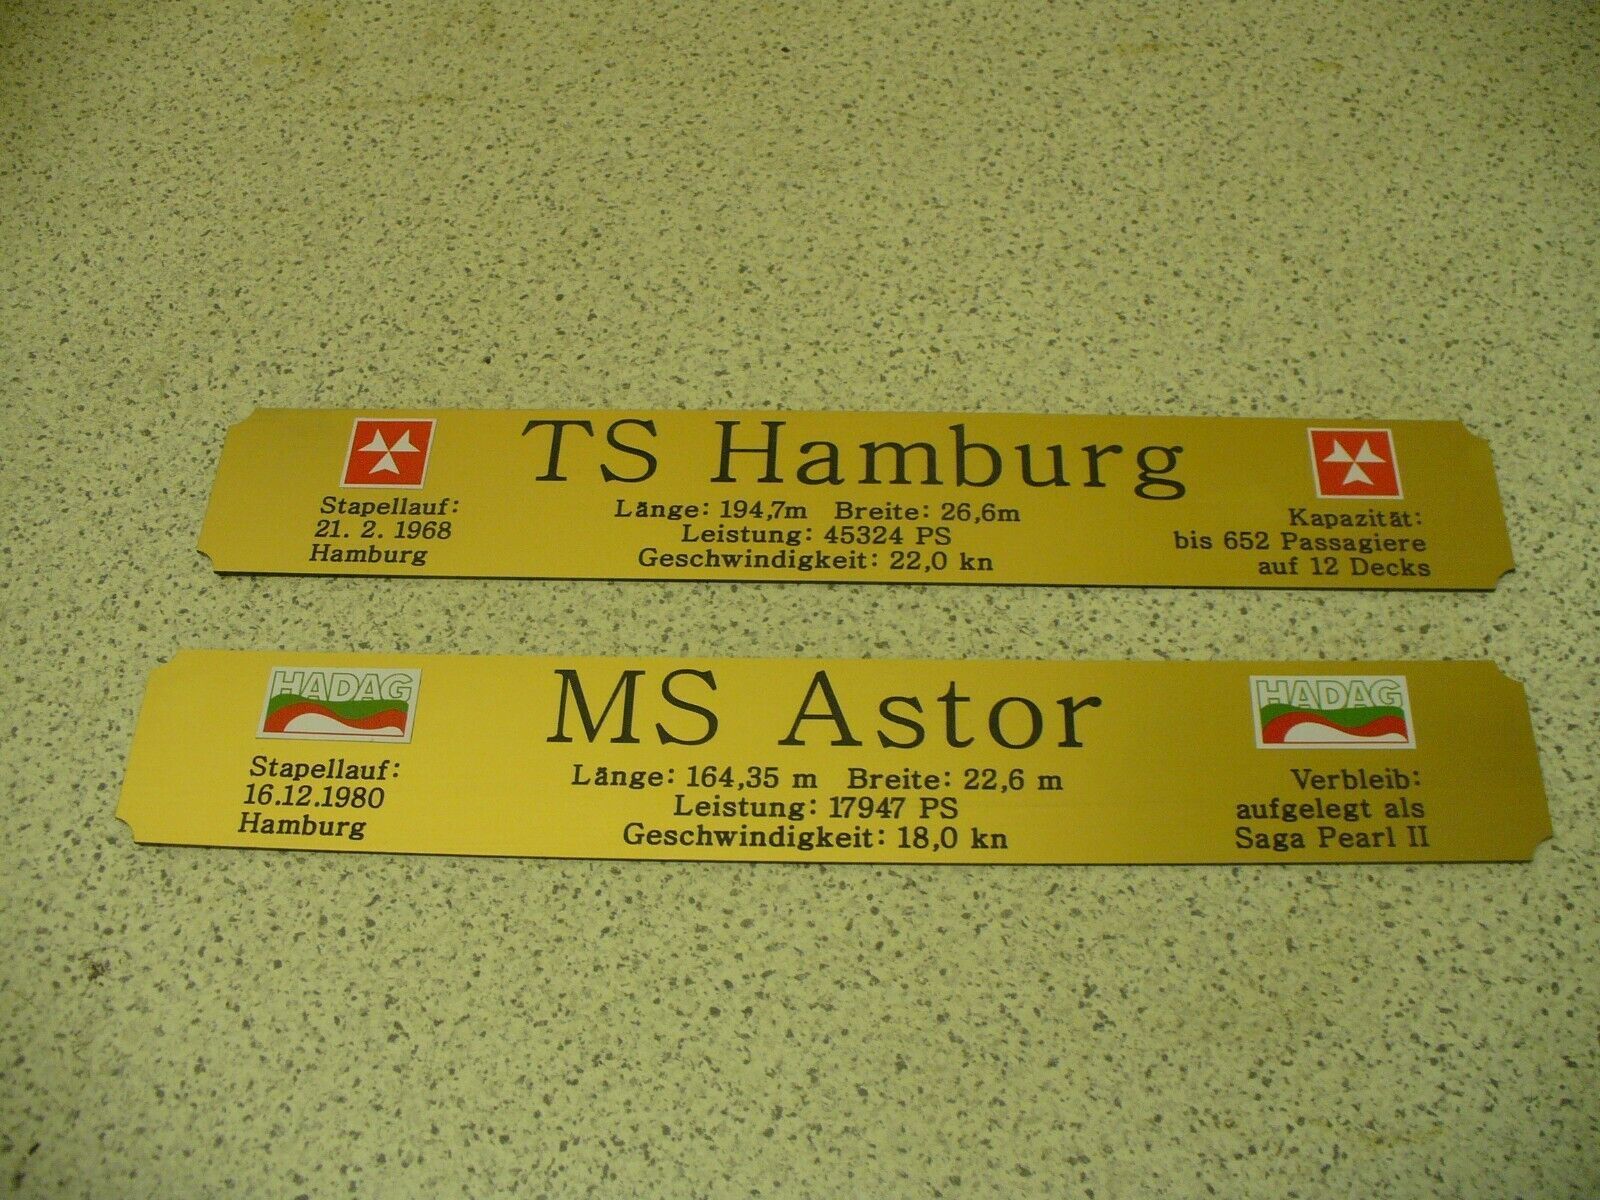 TS Hamburg
Stapellauf:
21. 2. 1968
Hamburg
Länge: 194,7m Breite: 26,6m
Leistung: 45324 PS
Geschwindigkeit: 22,0 kn
Kapazität:
bis 652 Passagiere
auf 12 Decks
HADAG
MS Astor
HADAG
Stapellauf:
16.12.1980
Hamburg
Länge: 164,35 m Breite: 22,6 m
Leistung: 17947 PS
Geschwindigkeit: 18,0 kn
Verbleib:
aufgelegt als
Saga Pearl II